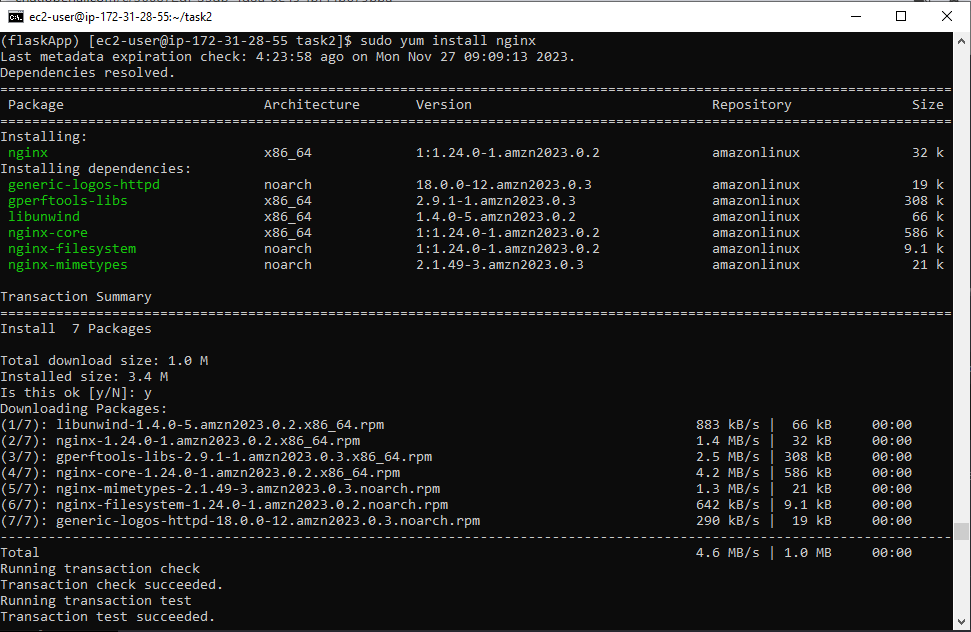 ec2-user@ip-172-31-28-55:~/task2
(flaskApp) [ec2-user@ip-172-31-28-55 task2]$ sudo yum install nginx
Last metadata expiration check: 4:23:58 ago on Mon Nov 27 09:09:13 2023.
Dependencies resolved.
================================================================================
Package Architecture Version Repository Size
================================================================================
Installing:
nginx x86_64 1:1.24.0-1.amzn2023.0.2 amazonlinux 32 k
Installing dependencies:
generic-logos-httpd noarch 18.0.0-12.amzn2023.0.3 amazonlinux 19 k
gperftools-libs x86_64 2.9.1-1.amzn2023.0.3 amazonlinux 308 k
libunwind x86_64 1.4.0-5.amzn2023.0.2 amazonlinux 66 k
nginx-core x86_64 1:1.24.0-1.amzn2023.0.2 amazonlinux 586 k
nginx-filesystem noarch 1:1.24.0-1.amzn2023.0.2 amazonlinux 9.1 k
nginx-mimetypes noarch 2.1.49-3.amzn2023.0.3 amazonlinux 21 k
Transaction Summary
================================================================================
Install 7 Packages
Total download size: 1.0 M
Installed size: 3.4 M
Is this ok [y/N]: y
Downloading Packages:
(1/7): libunwind-1.4.0-5.amzn2023.0.2.x86_64.rpm 883 kB/s | 66 kB 00:00
(2/7): nginx-1.24.0-1.amzn2023.0.2.x86_64.rpm 1.4 MB/s | 32 kB 00:00
(3/7): gperftools-libs-2.9.1-1.amzn2023.0.3.x86_64.rpm 2.5 MB/s | 308 kB 00:00
(4/7): nginx-core-1.24.0-1.amzn2023.0.2.x86_64.rpm 4.2 MB/s | 586 kB 00:00
(5/7): nginx-mimetypes-2.1.49-3.amzn2023.0.3.noarch.rpm 1.3 MB/s | 21 kB 00:00
(6/7): nginx-filesystem-1.24.0-1.amzn2023.0.2.noarch.rpm 642 kB/s | 9.1 kB 00:00
(7/7): generic-logos-httpd-18.0.0-12.amzn2023.0.3.noarch.rpm 290 kB/s | 19 kB 00:00
--------------------------------------------------------------------------------
Total 4.6 MB/s | 1.0 MB 00:00
Running transaction check
Transaction check succeeded.
Running transaction test
Transaction test succeeded.